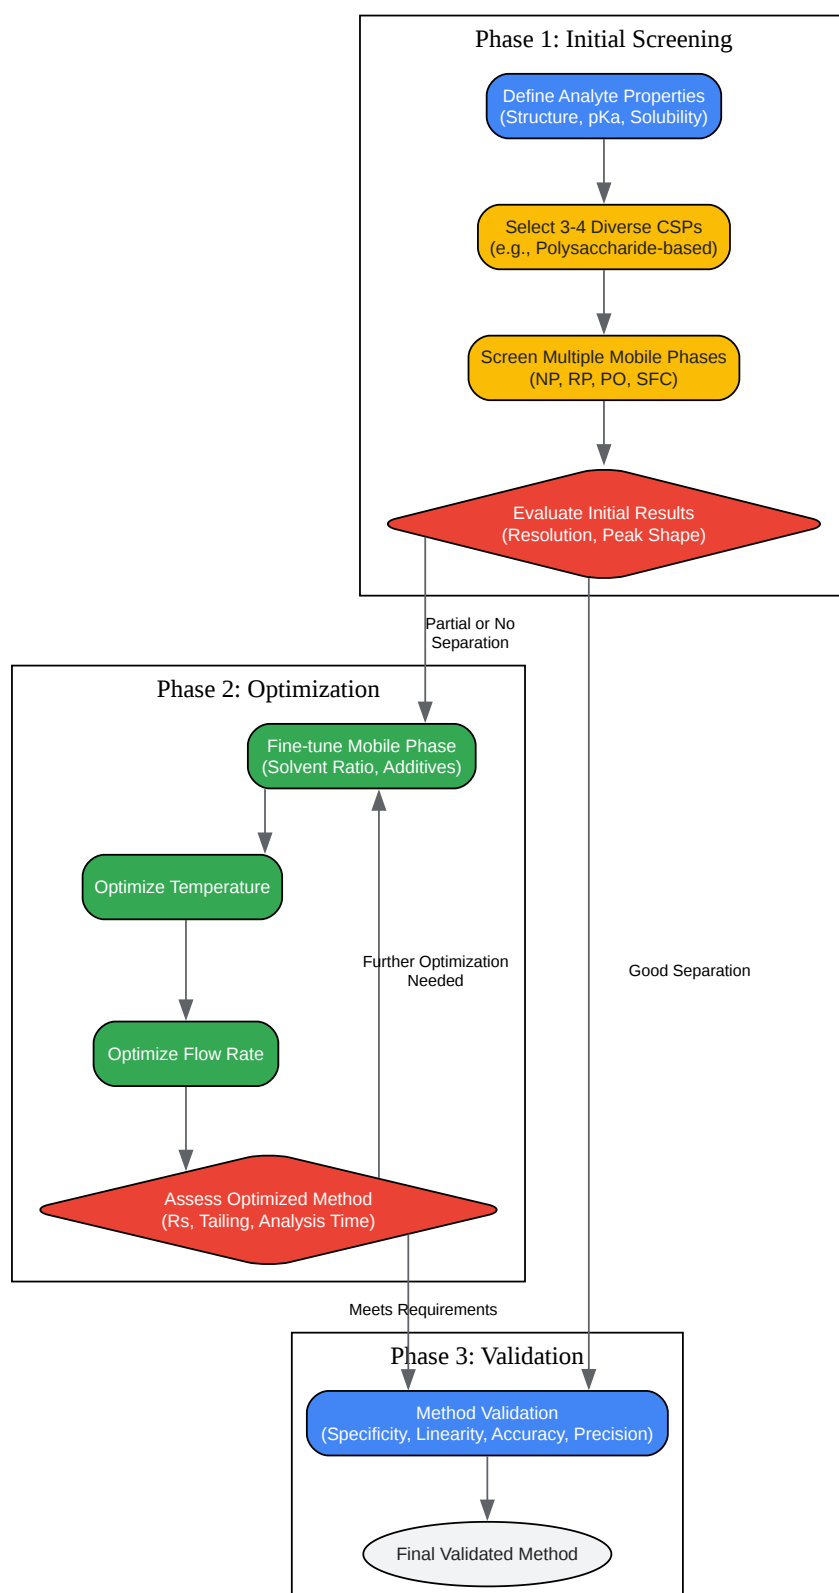 Phase 1: Initial Screening
Define Analyte Properties
(Structure, pKa, Solubility)
Select 3-4 Diverse CSPs
(e.g., Polysaccharide-based)
Screen Multiple Mobile Phases
(NP, RP, PO, SFC)
Evaluate Initial Results
(Resolution, Peak Shape)
Partial or No
Separation
Phase 2: Optimization
Fine-tune Mobile Phase
(Solvent Ratio, Additives)
Optimize Temperature
Further Optimization
Needed
Good Separation
Optimize Flow Rate
Assess Optimized Method
(Rs, Tailing, Analysis Time)
Meets Requirements
Phase 3: Validation
Method Validation
(Specificity, Linearity, Accuracy, Precision)
Final Validated Method